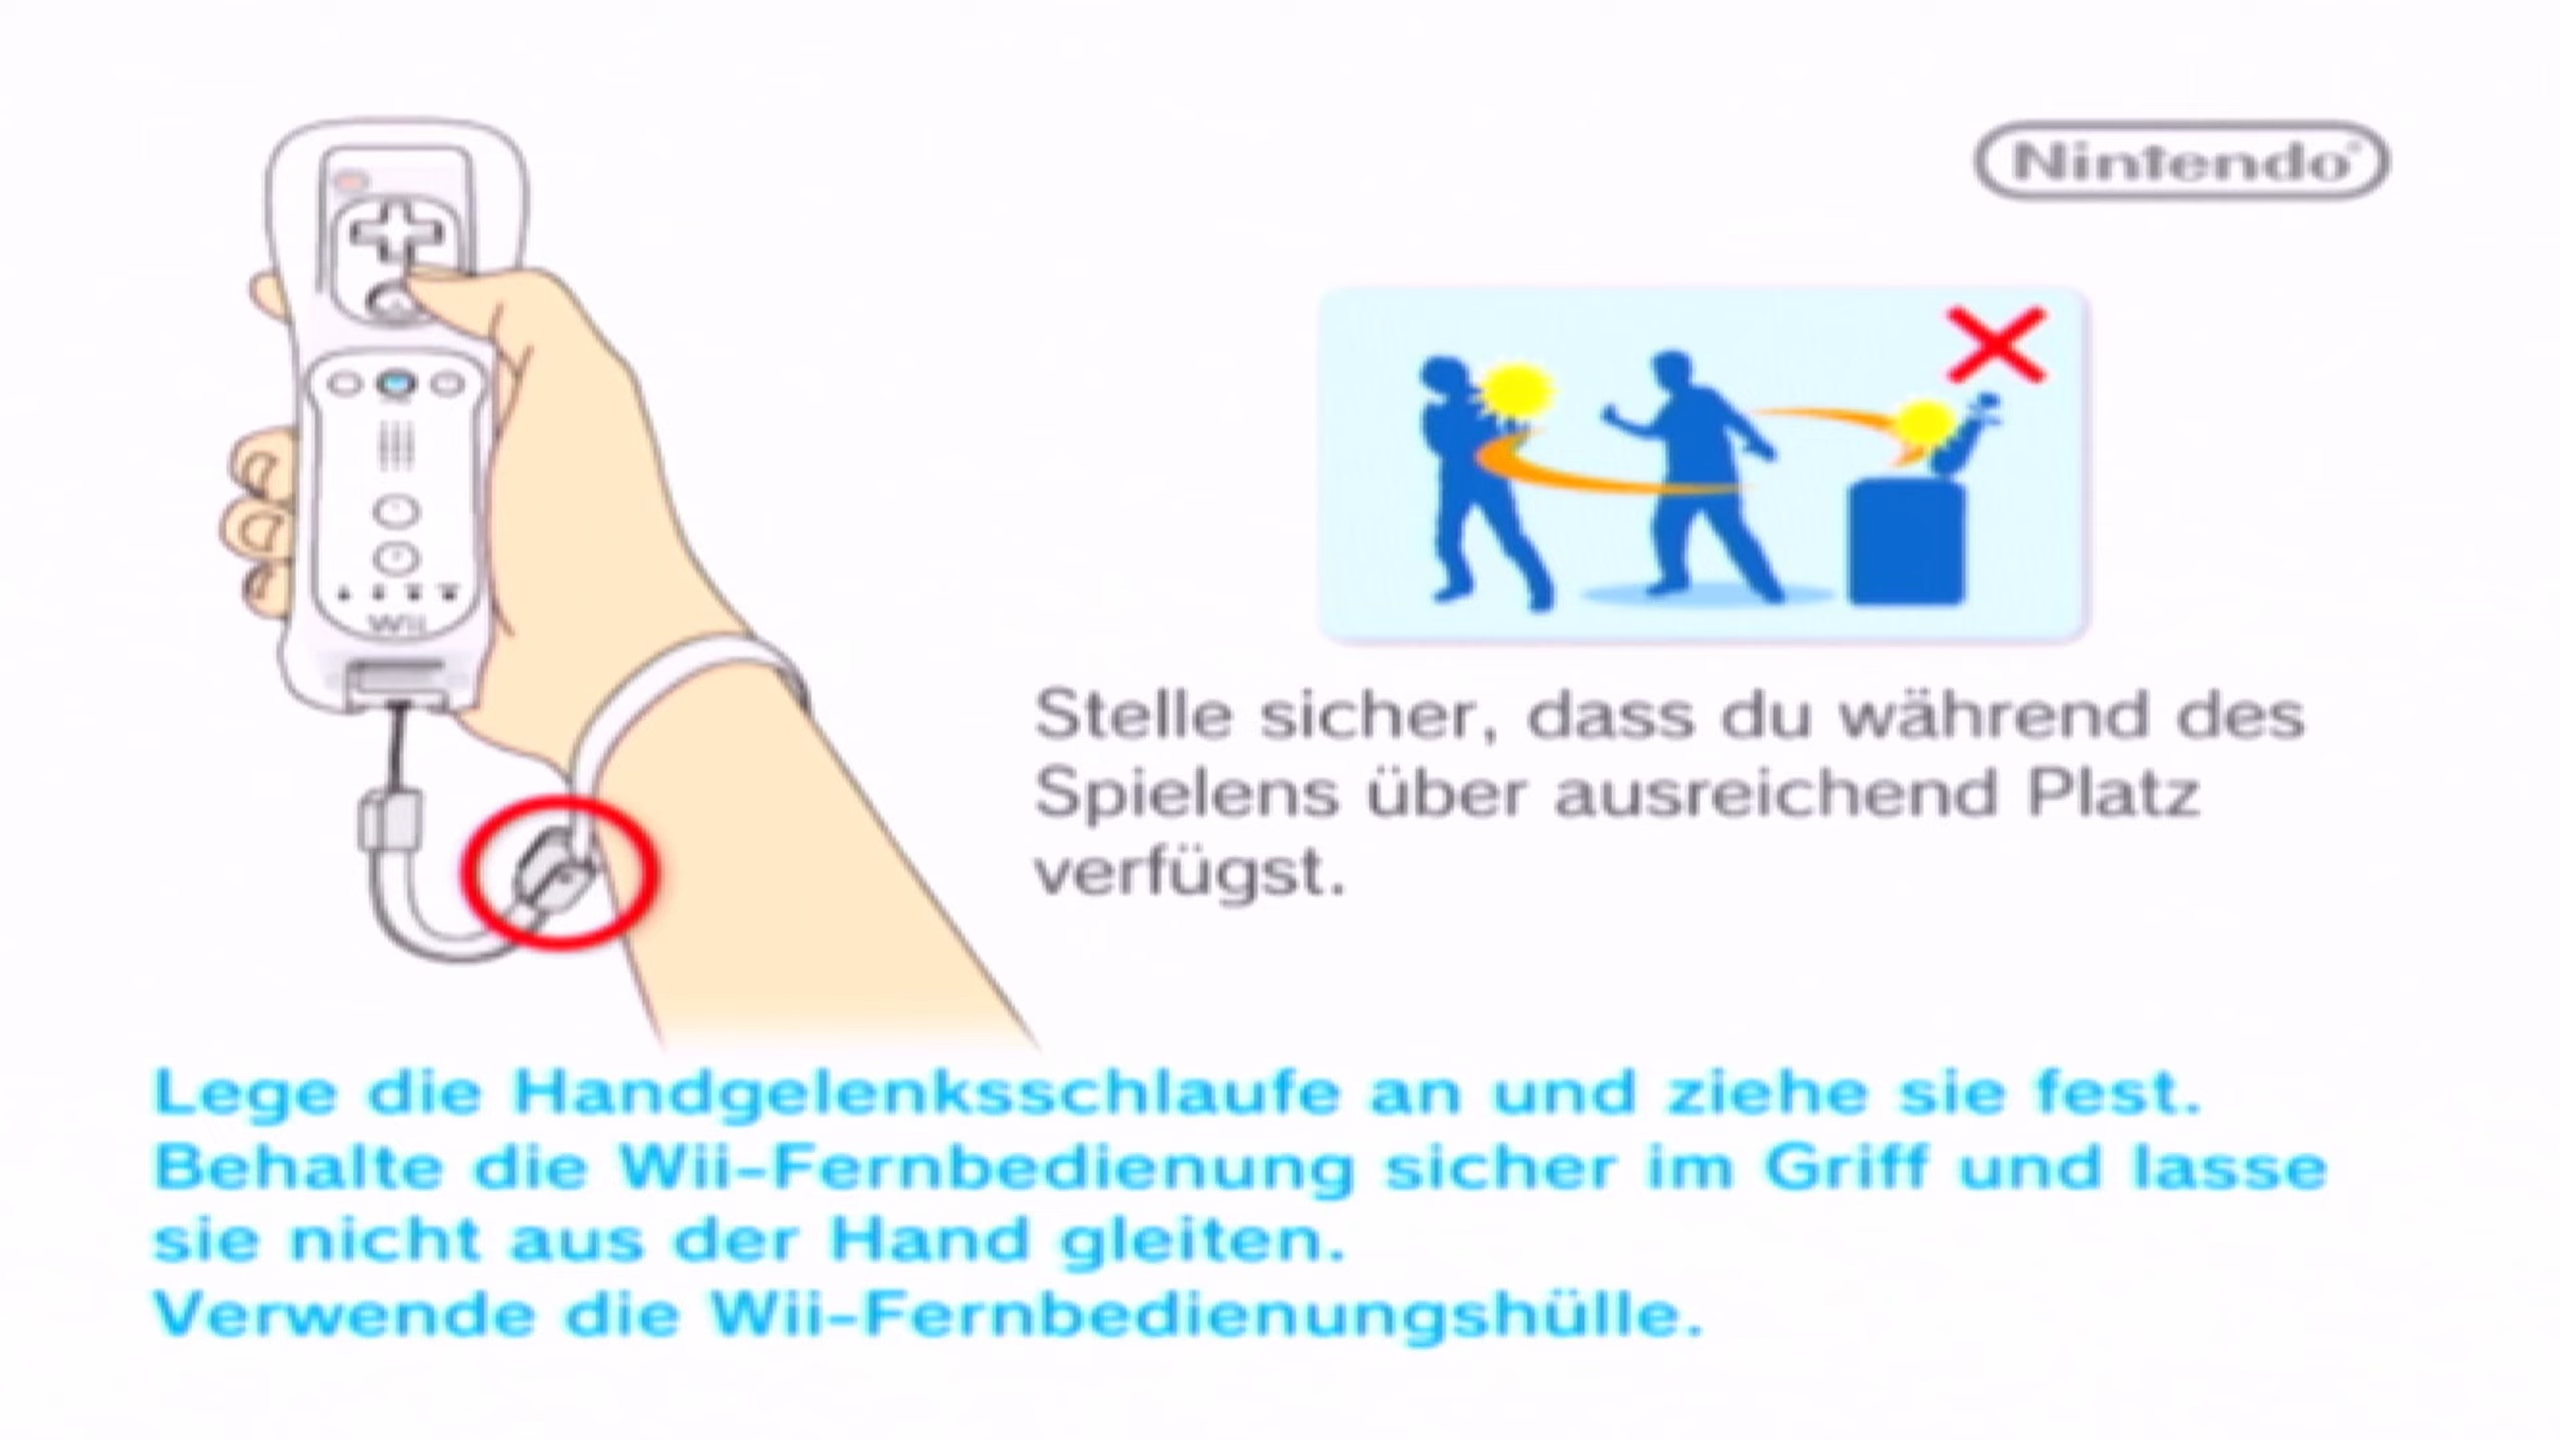 Nintendo®
Wii
Stelle sicher, dass du während des
Spielens über ausreichend Platz
verfügst.
Lege die Handgelenksschlaufe an und ziehe sie fest.
Behalte die Wii-Fernbedienung sicher im Griff und lasse
sie nicht aus der Hand gleiten.
Verwende die Wii-Fernbedienungshülle.